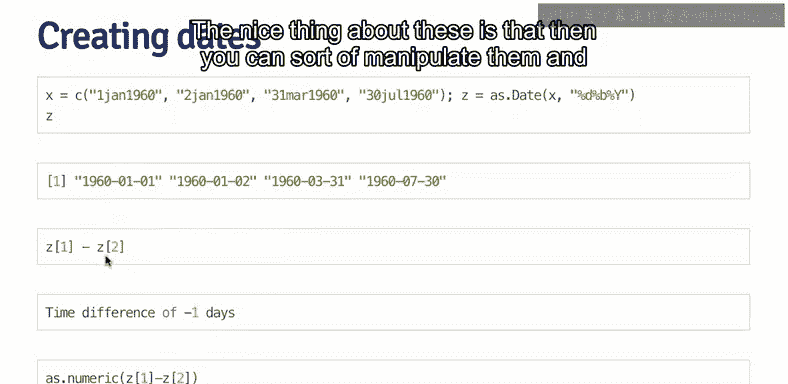 Creating dates
The nice thing about these is that then
you can sort of manipulate them and
x = c("1jan1960", "2jan1960", "31mar1960", "30jul1960"); z = as.Date(x, "%d%b%Y")
z
[1] "1960-01-01" "1960-01-02" "1960-03-31" "1960-07-30"
z[1] - z[2]
Time difference of -1 days
as.numeric(z[1]-z[2])